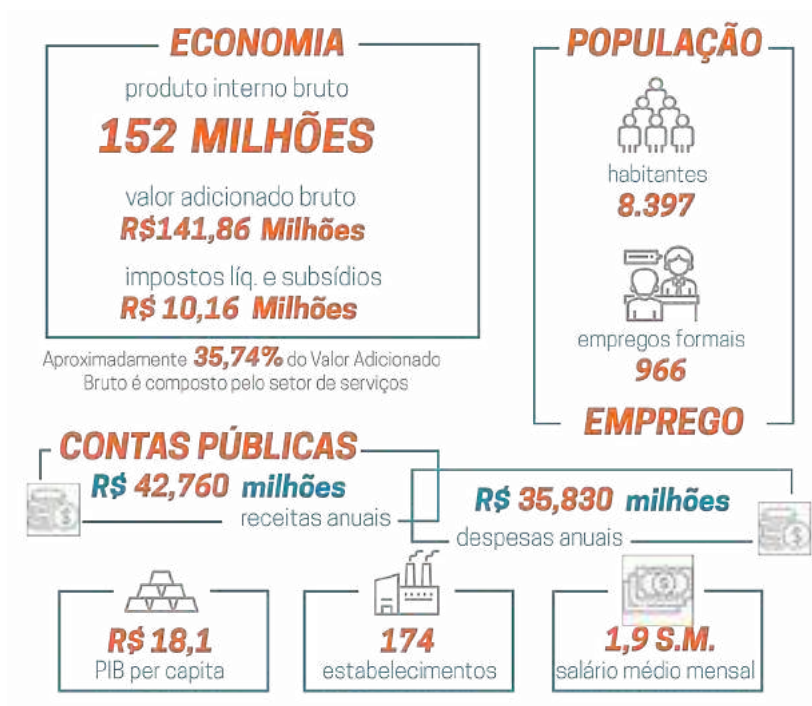 ECONOMIA
produto interno bruto
152 MILHÕES
valor adicionado bruto
R$141,86 Milhões
impostos líq. e subsídios
R$ 10,16 Milhões
Aproximadamente 35,74% do Valor Adicionado
Bruto é composto pelo setor de serviços
POPULAÇÃO
habitantes
8.397
empregos formais
966
EMPREGO
CONTAS PÚBLICAS
R$ 42,760 milhões
receitas anuais
R$ 35,830 milhões
despesas anuais
R$ 18,1
PIB per capita
174
estabelecimentos
1,9 S.M.
salário médio mensal